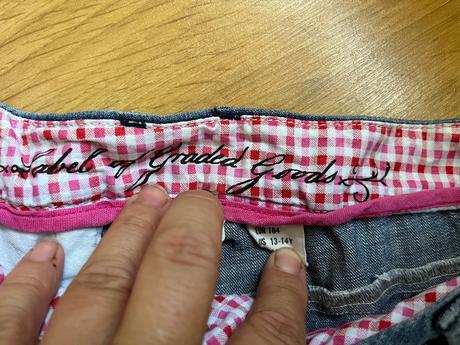 Label of Graded Goods
EUR 164
US 13-14Y